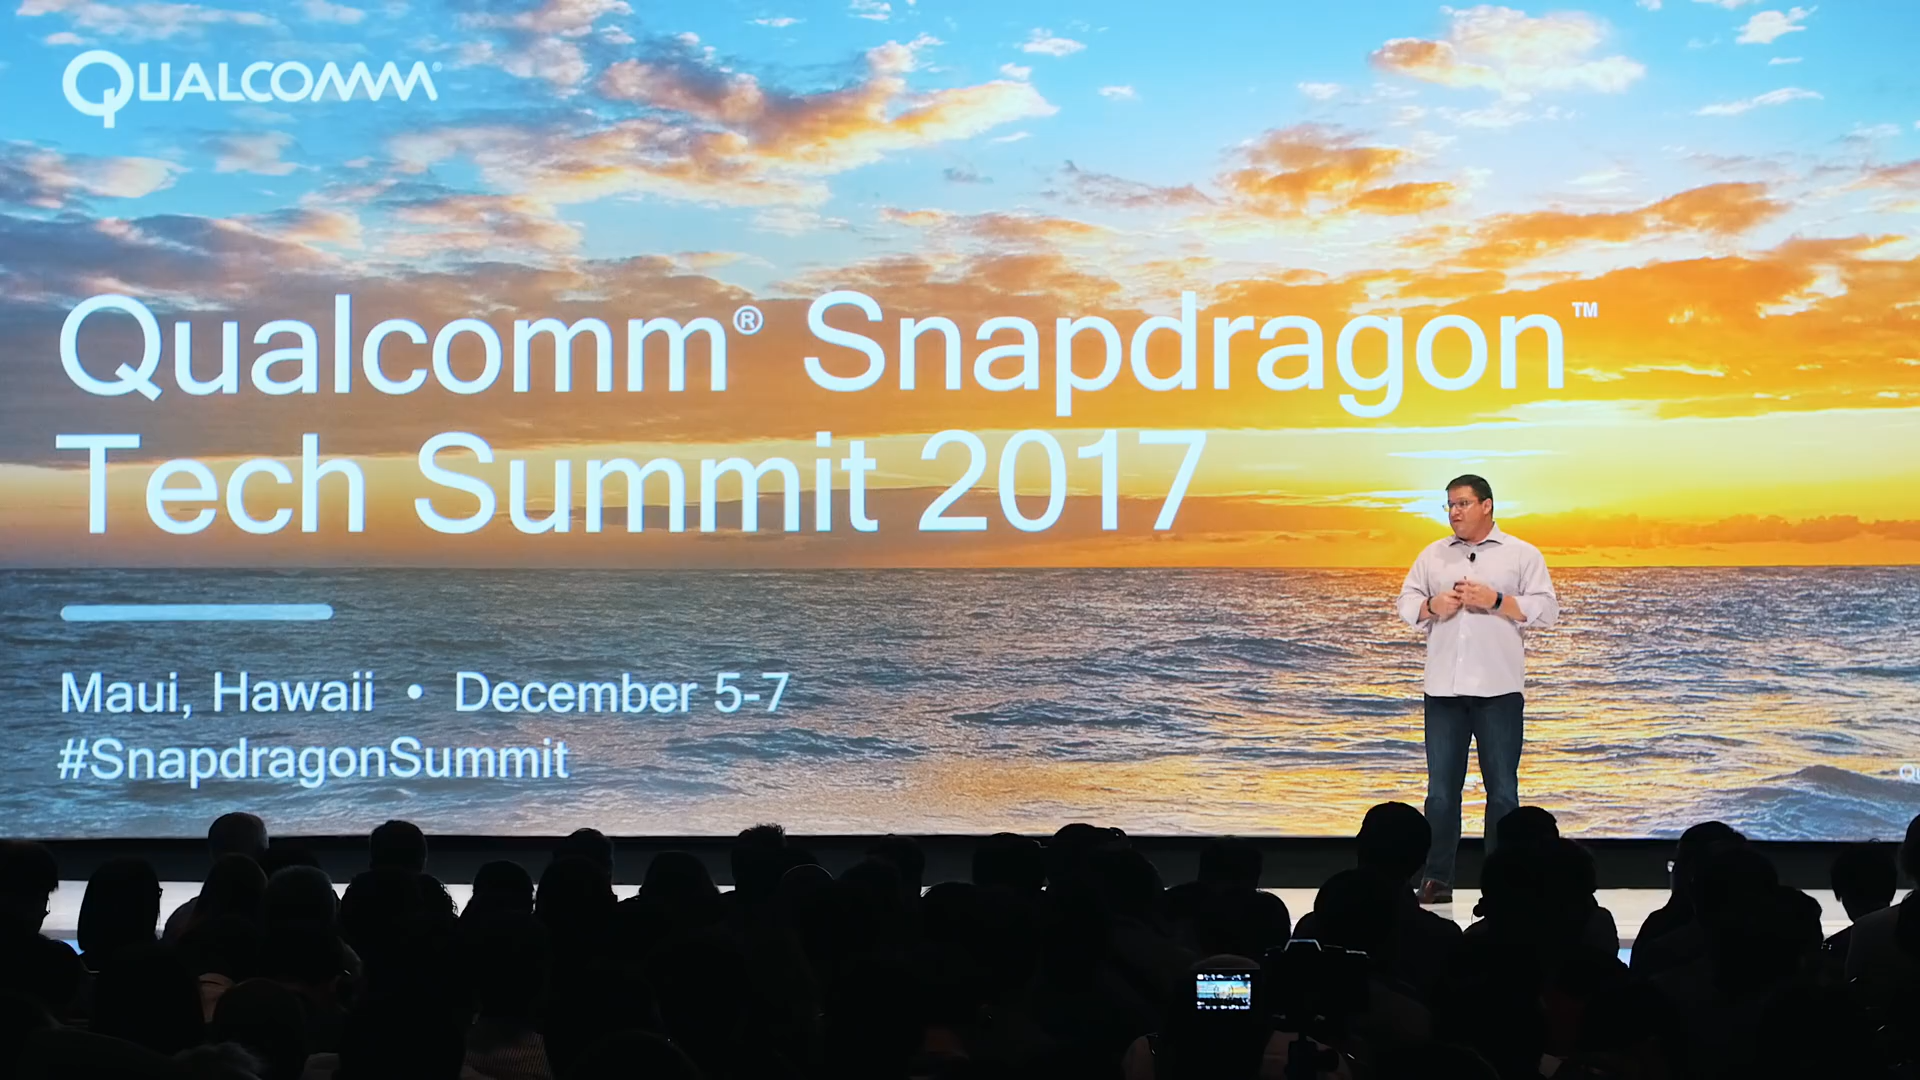 QUALCOMM®
Qualcomm® Snapdragon™
Tech Summit 2017
Maui, Hawaii • December 5-7
#SnapdragonSummit